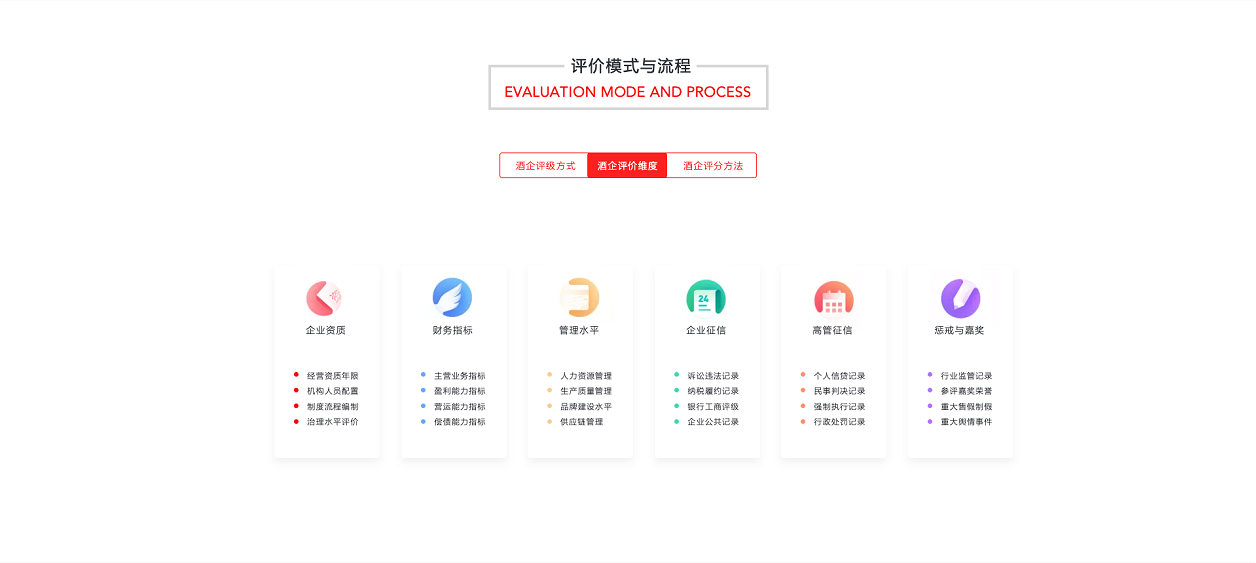 评价模式与流程
EVALUATION MODE AND PROCESS
酒企评级方式 酒企评价维度 酒企评分方法
24
企业资质
经营资质年限
机构人员配置
制度流程编制
治理水平评价
财务指标
主营业务指标
盈利能力指标
营运能力指标
偿债能力指标
管理水平
人力资源管理
生产质量管理
品牌建设水平
供应链管理
企业征信
诉讼违法记录
纳税履约记录
银行工商评级
企业公共记录
高管征信
个人信贷记录
民事判决记录
强制执行记录
行政处罚记录
惩戒与嘉奖
行业监管记录
参评嘉奖荣誉
重大售假制假
重大舆情事件